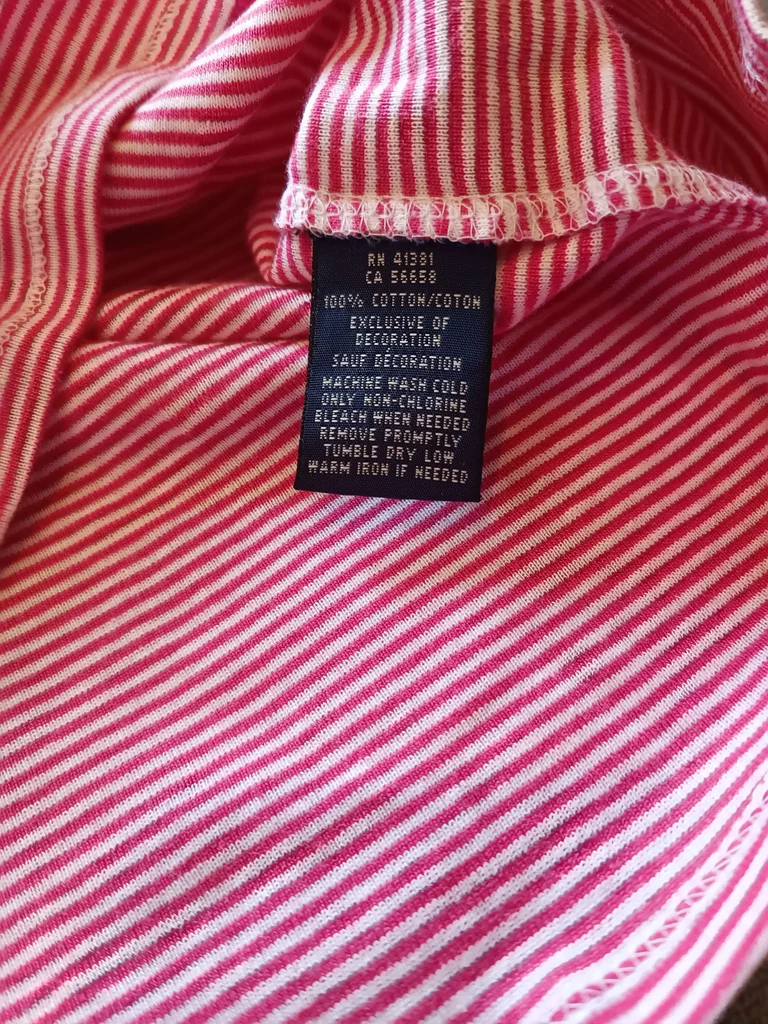 RN 41381
CA 56658
100% COTTON/COTON
EXCLUSIVE OF
DECORATION
SAUF DÉCORATION
MACHINE WASH COLD
ONLY NON-CHLORINE
BLEACH WHEN NEEDED
REMOVE PROMPTLY
TUMBLE DRY LOW
WARM IRON IF NEEDED